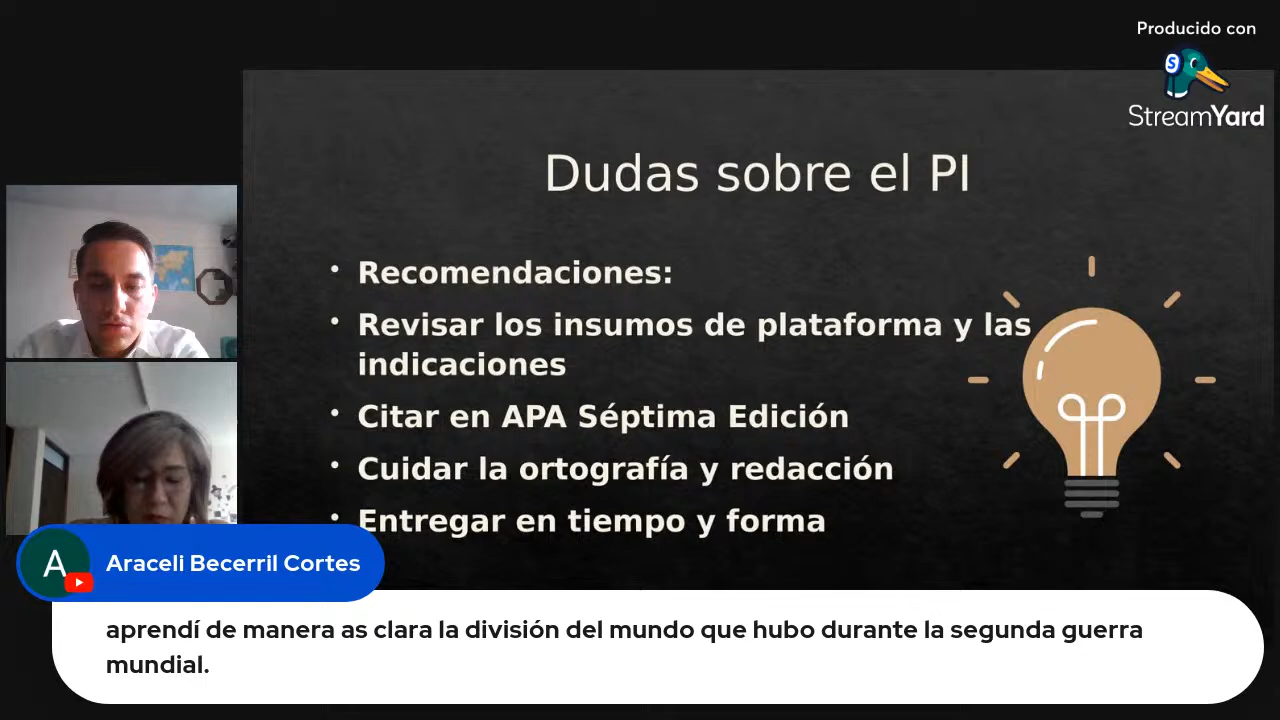 Producido con
S
StreamYard
Dudas sobre el PI
• Recomendaciones:
• Revisar los insumos de plataforma y las
indicaciones
• Citar en APA Séptima Edición
• Cuidar la ortografía y redacción
• Entregar en tiempo y forma
A
Araceli Becerril Cortes
aprendí de manera as clara la división del mundo que hubo durante la segunda guerra
mundial.